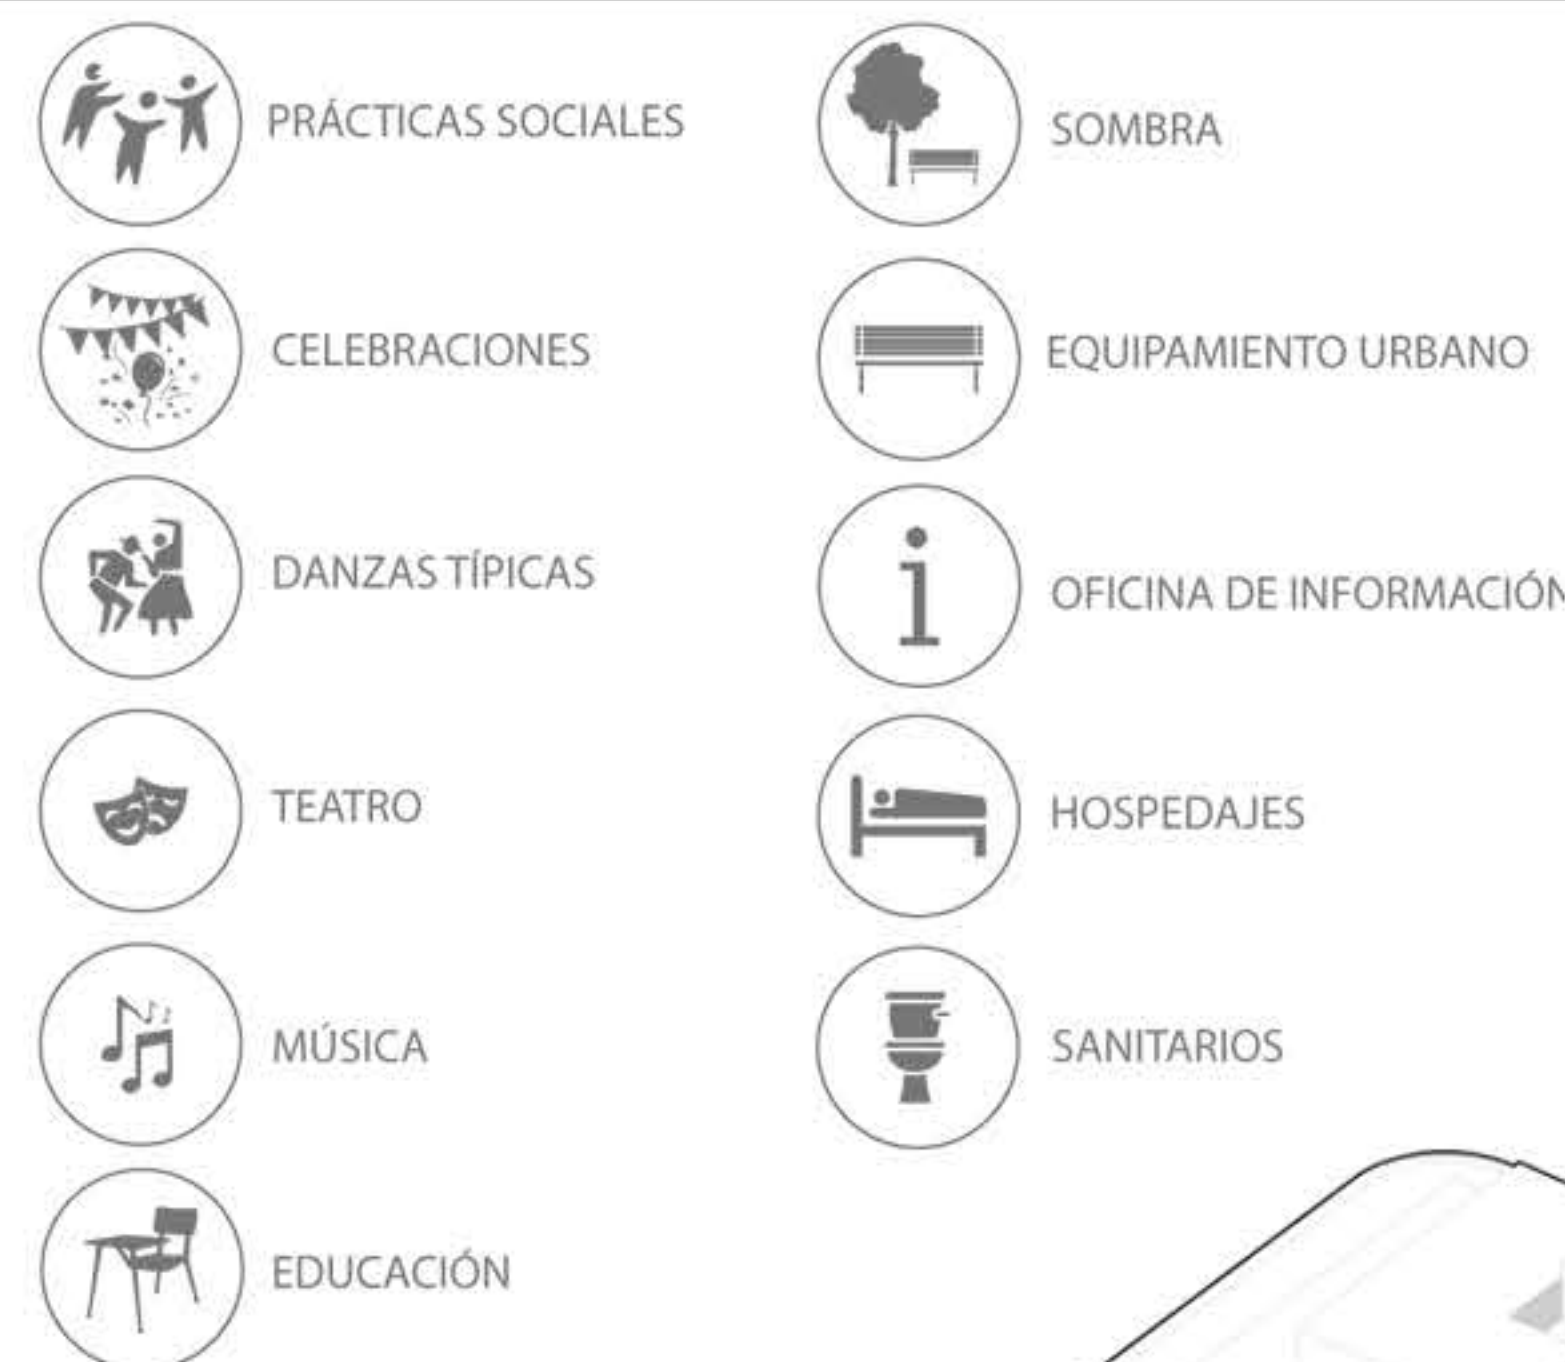 PRÁCTICAS SOCIALES
CELEBRACIONES
DANZAS TÍPICAS
TEATRO
MÚSICA
EDUCACIÓN
SOMBRA
EQUIPAMIENTO URBANO
OFICINA DE INFORMACIÓN
HOSPEDAJES
SANITARIOS